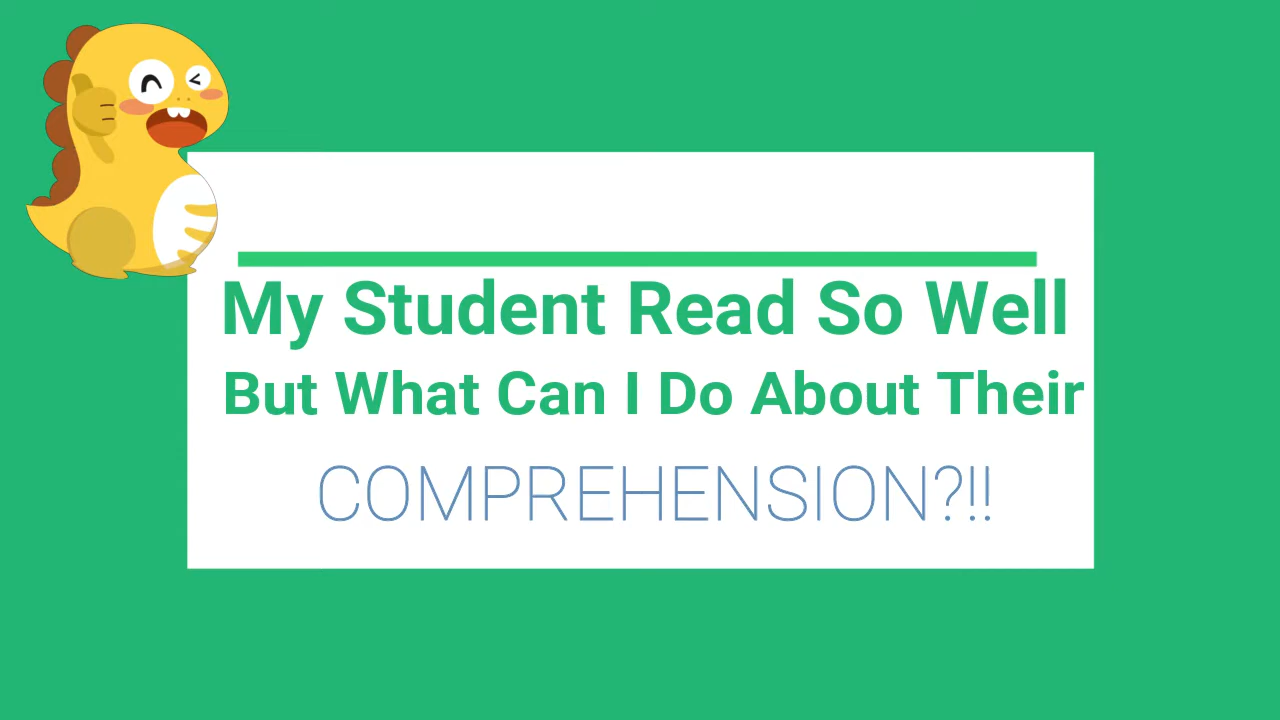 My Student Read So Well
But What Can I Do About Their
COMPREHENSION?!!